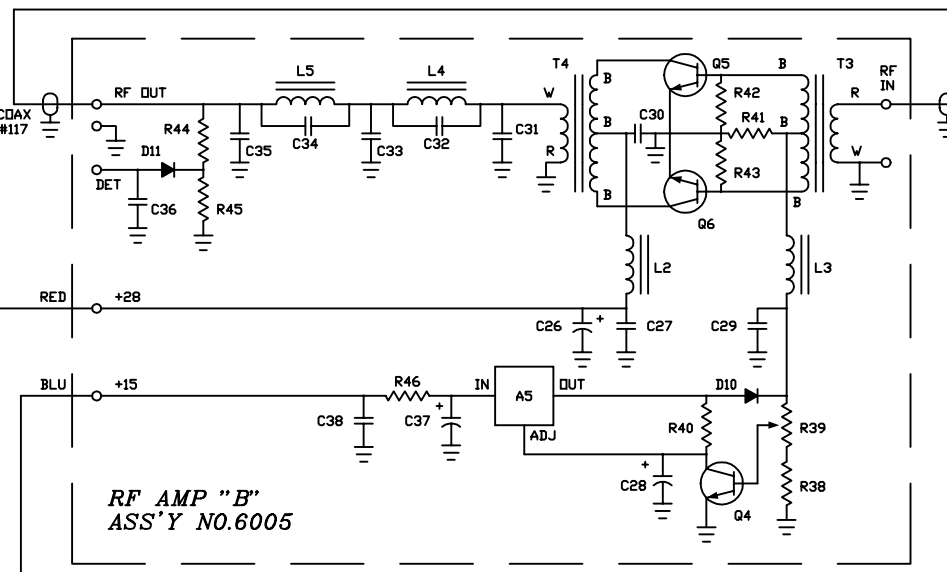 L5
L4
T4
Q5
B
T3
RF
IN
RF OUT
COAX
#117
W
B
R42
R
R44
C30
B
R41
B
C35
C34
C33
C32
C31
D11
DET
R
R43
W
C36
R45
B
B
Q6
L2
L3
RED
+28
C26
+
C27
C29
BLU
+15
R46
IN
A5
OUT
D10
C38
C37
+
ADJ
R40
R39
+
C28
R38
Q4
RF AMP "B"
ASS'Y NO.6005